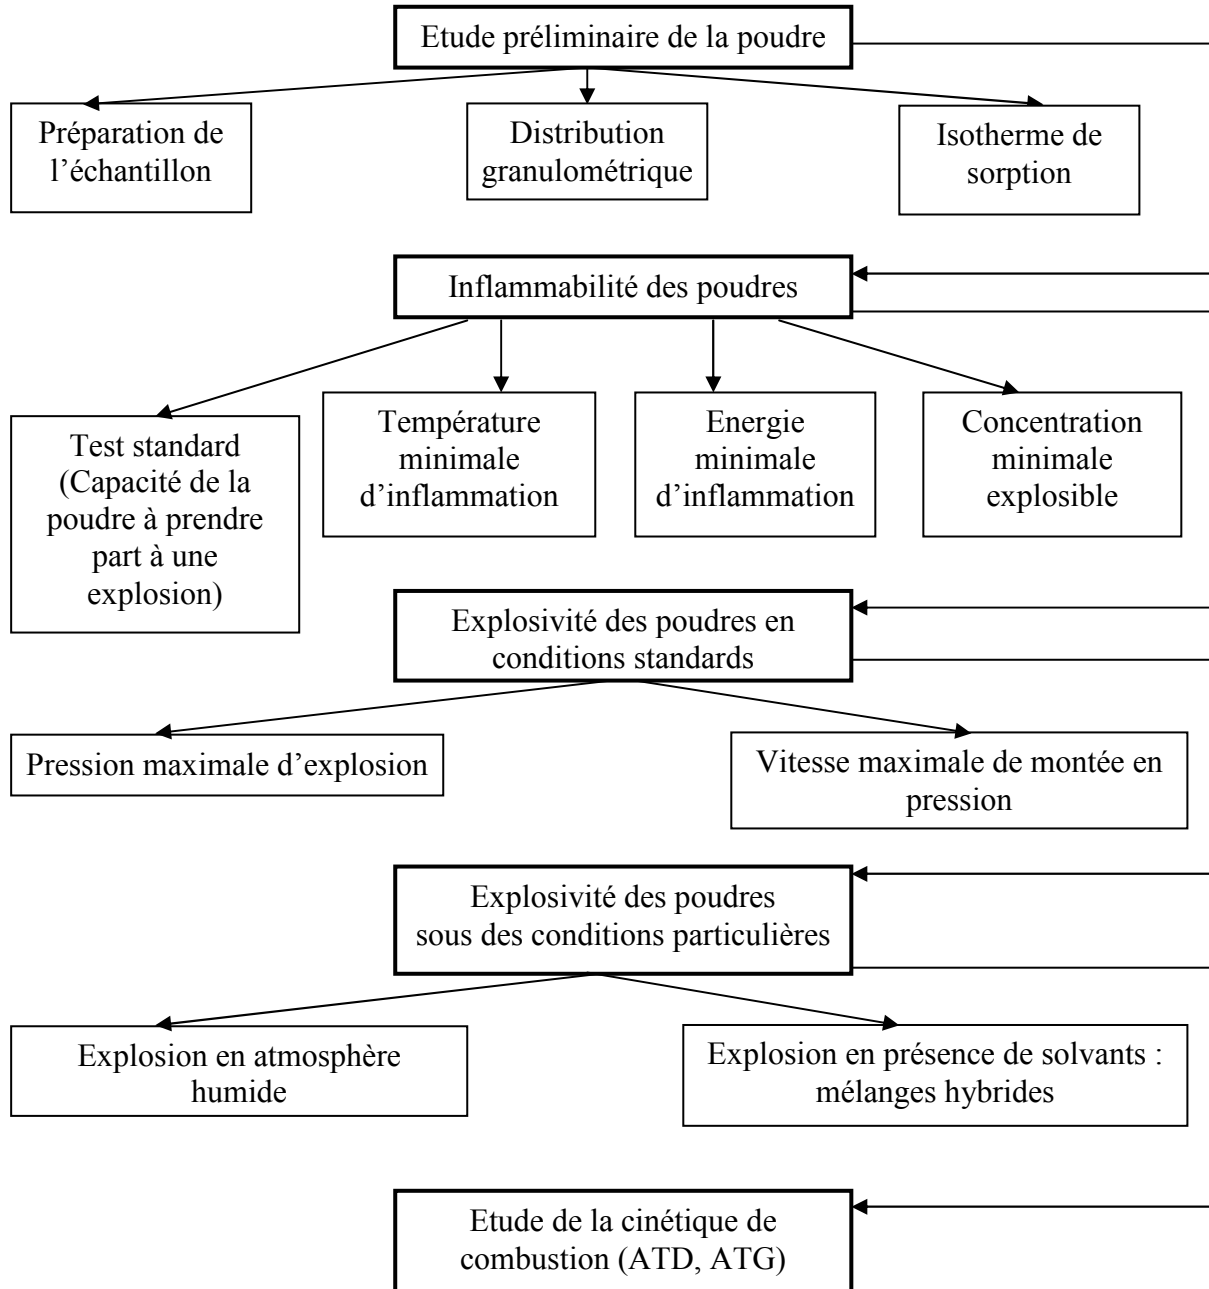 Etude préliminaire de la poudre
Préparation de
l’échantillon
Distribution
granulométrique
Isotherme de
sorption
Inflammabilité des poudres
Test standard
(Capacité de la
poudre à prendre
part à une
explosion)
Température
minimale
d’inflammation
Energie
minimale
d’inflammation
Concentration
minimale
explosible
Explosivité des poudres en
conditions standards
Pression maximale d’explosion
Vitesse maximale de montée en
pression
Explosivité des poudres
sous des conditions particulières
Explosion en atmosphère
humide
Explosion en présence de solvants :
mélanges hybrides
Etude de la cinétique de
combustion (ATD, ATG)